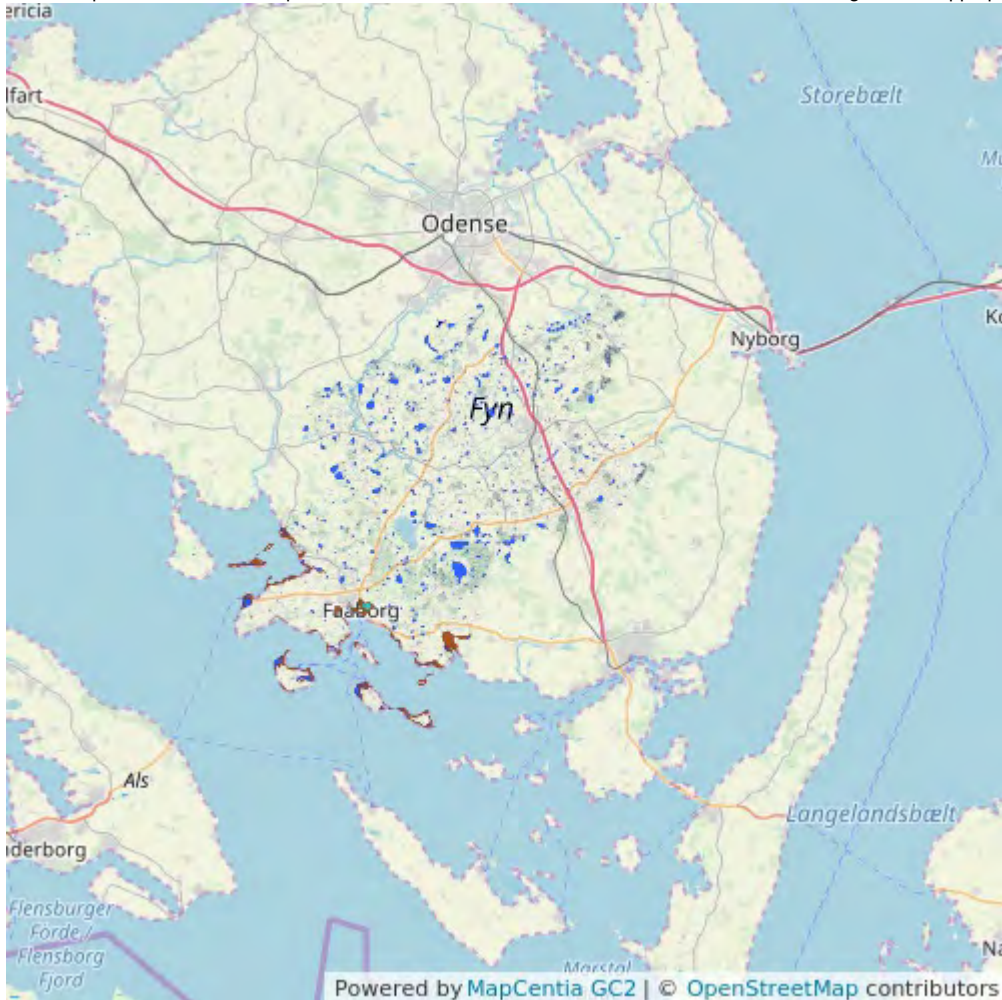 ericia
lfart
Storebælt
Odense
Nyborg
Fyn
Faaborg
Als
Langelandsbælt
nderborg
Flensburger
Förde /
Flensborg
Fjord
Marstal
Powered by MapCentia GC2 | © OpenStreetMap contributors